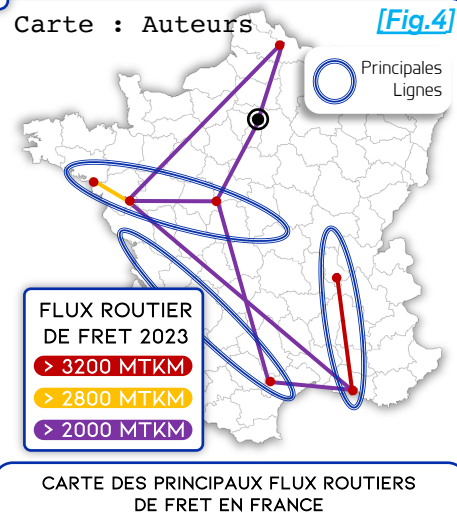 Carte : Auteurs
[Fig.4]
Principales
Lignes
FLUX ROUTIER
DE FRET 2023
> 3200 MTKM
> 2800 MTKM
> 2000 MTKM
CARTE DES PRINCIPAUX FLUX ROUTIERS
DE FRET EN FRANCE